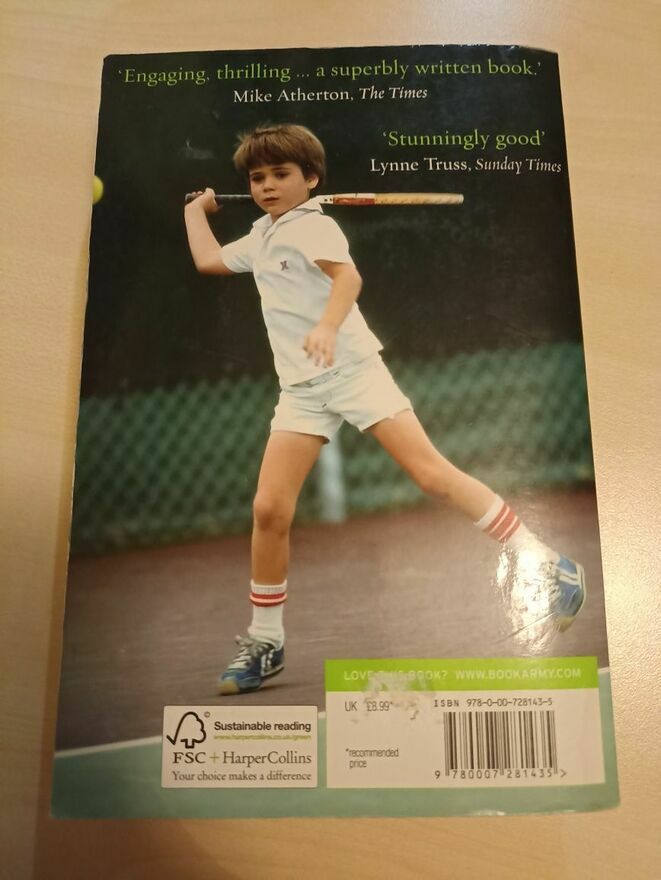 ‘Engaging, thrilling ... a superbly written book.’
Mike Atherton, The Times
‘Stunningly good’
Lynne Truss, Sunday Times
LOVE THIS BOOK? WWW.BOOKARMY.COM
UK £8.99*
ISBN 978-0-00-728143-5
*recommended
price
9 780007 281435 >
©
Sustainable reading
www.harpercollins.co.uk/green
FSC + HarperCollins
Your choice makes a difference